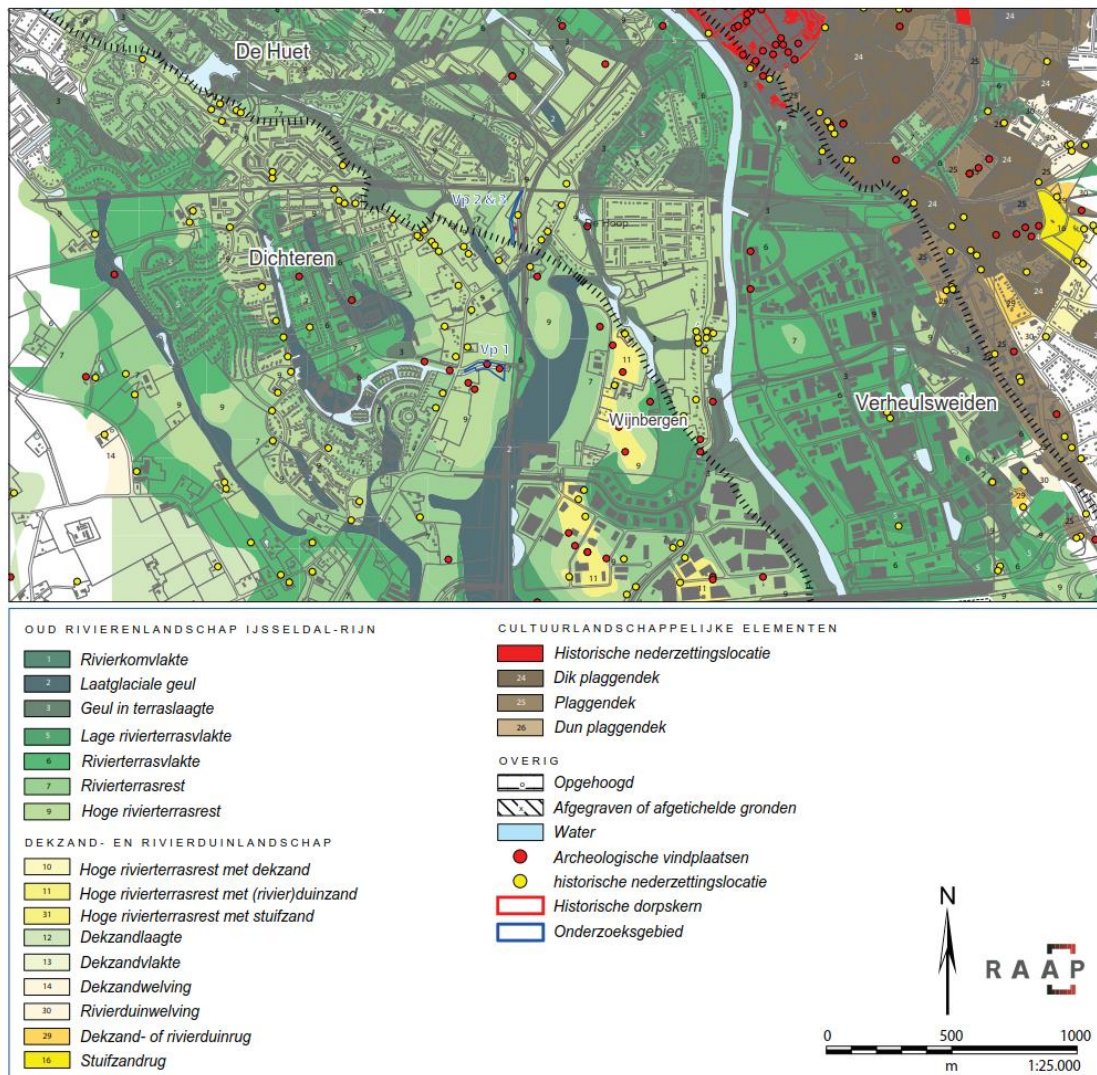 De Huet
Vp 2 & 3
De Hoop
Dichteren
Vp 1
Wijnbergen
Verheulsweiden
OUD RIVIERENLANDSCHAP IJSSELDAL-RIJN
1 Rivierkomvlakte
2 Laatglaciale geul
3 Geul in terraslaagte
5 Lage rivierterrasvlakte
6 Rivierterrasvlakte
7 Rivierterrasrest
9 Hoge rivierterrasrest
DEKZAND- EN RIVIERDUINLANDSCHAP
10 Hoge rivierterrasrest met dekzand
11 Hoge rivierterrasrest met (rivier)duinzand
31 Hoge rivierterrasrest met stuifzand
12 Dekzandlaagte
13 Dekzandvlakte
14 Dekzandwelving
30 Rivierduinwelving
29 Dekzand- of rivierduinrug
16 Stuifzandrug
CULTUURLANDSCHAPPELIJKE ELEMENTEN
Historische nederzettingslocatie
24 Dik plaggendek
25 Plaggendek
26 Dun plaggendek
OVERIG
o Opgehoogd
x Afgegraven of afgetichelde gronden
Water
Archeologische vindplaatsen
historische nederzettingslocatie
Historische dorpskern
Onderzoeksgebied
N
RAAP
0 500 1000
m 1:25.000